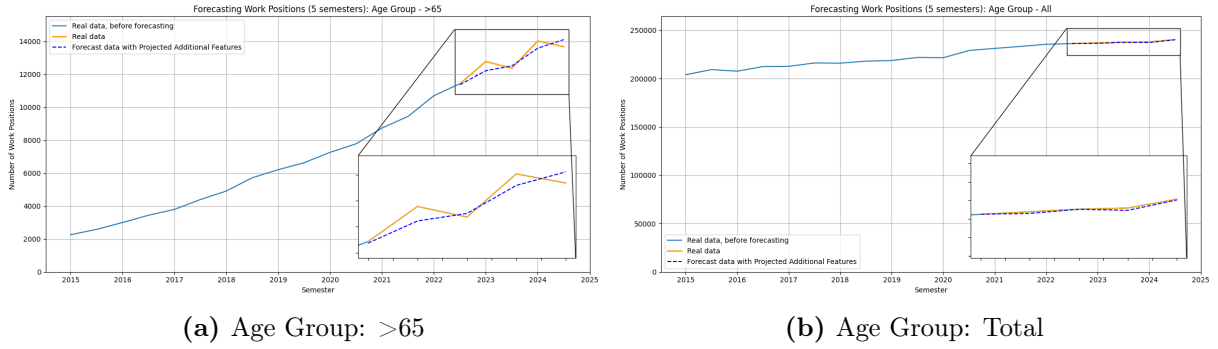 Forecasting Work Positions (5 semesters): Age Group - >65
Real data, before forecasting
Real data
Forecast data with Projected Additional Features
Number of Work Positions
14000
12000
10000
8000
6000
4000
2000
0
2015 2016 2017 2018 2019 2020 2021 2022 2023 2024 2025
Semester
(a) Age Group: >65
Forecasting Work Positions (5 semesters): Age Group - All
Number of Work Positions
250000
200000
150000
100000
50000
0
Real data, before forecasting
Real data
Forecast data with Projected Additional Features
2015 2016 2017 2018 2019 2020 2021 2022 2023 2024 2025
Semester
(b) Age Group: Total